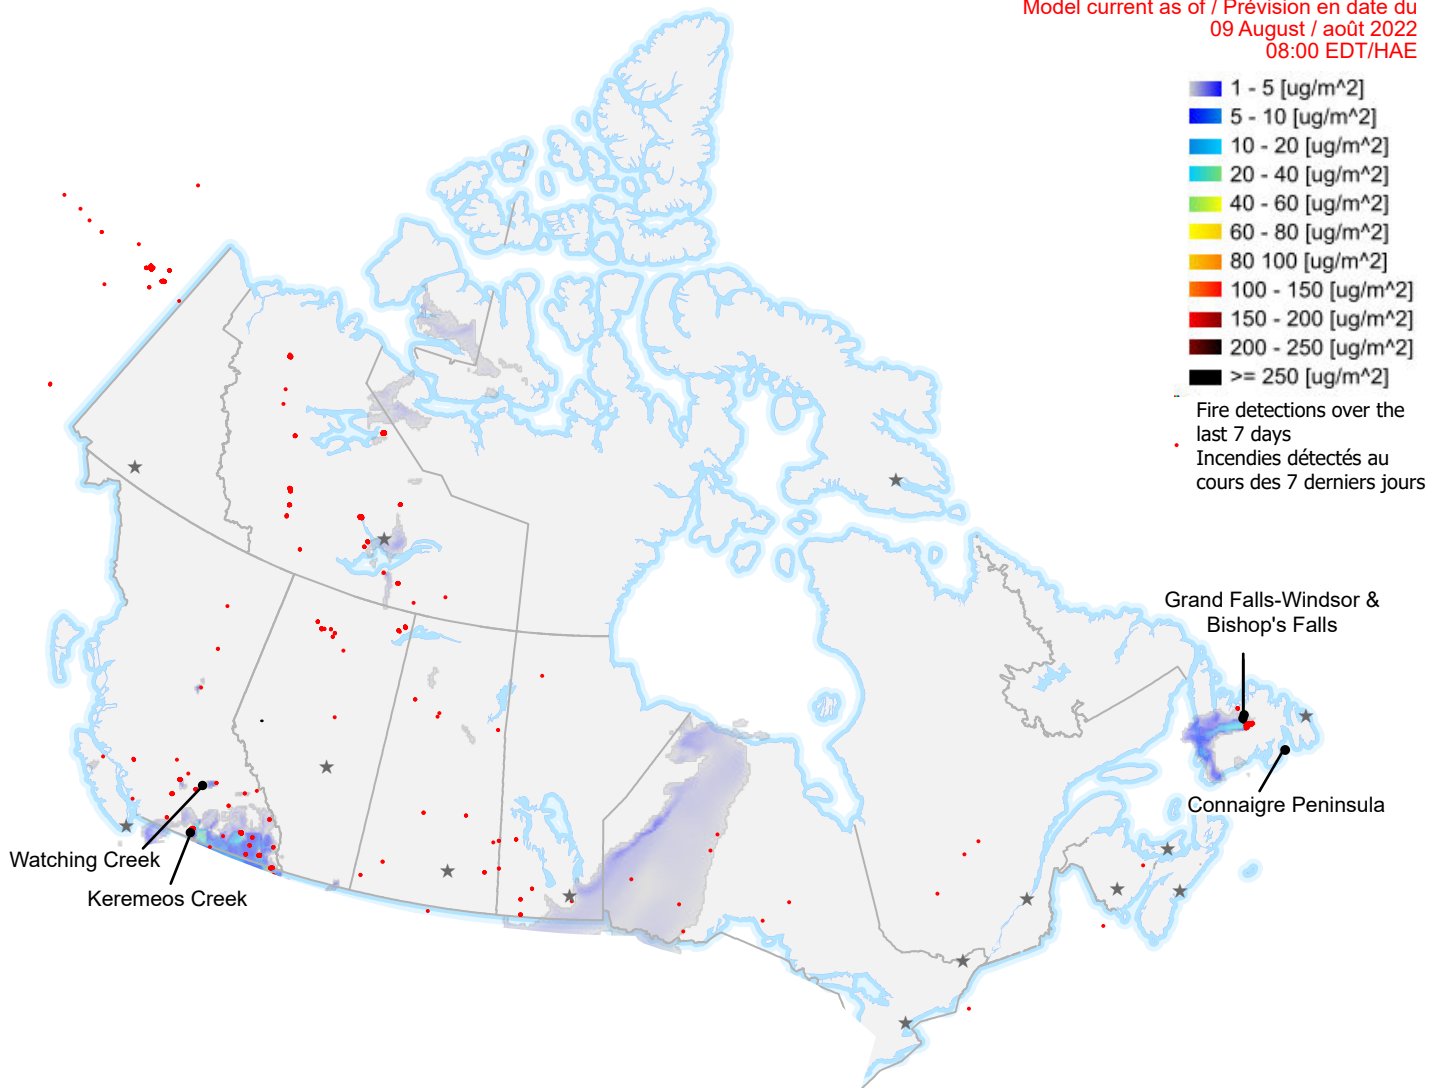 Model current as of / Prévision en date du
09 August / août 2022
08:00 EDT/HAE
1 - 5 [ug/m^2]
5 - 10 [ug/m^2]
10 - 20 [ug/m^2]
20 - 40 [ug/m^2]
40 - 60 [ug/m^2]
60 - 80 [ug/m^2]
80 100 [ug/m^2]
100 - 150 [ug/m^2]
150 - 200 [ug/m^2]
200 - 250 [ug/m^2]
>= 250 [ug/m^2]
Fire detections over the
last 7 days
Incendies détectés au
cours des 7 derniers jours
Grand Falls-Windsor &
Bishop's Falls
Connaigre Peninsula
Watching Creek
Keremeos Creek